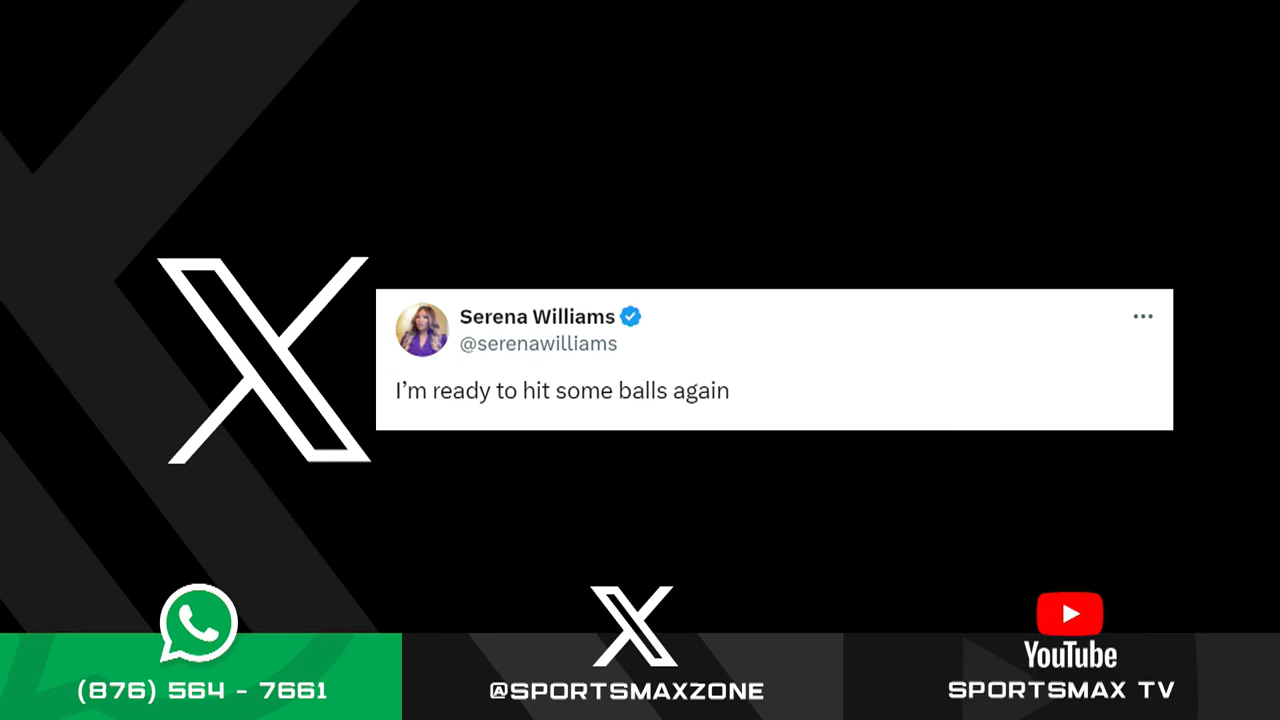 Serena Williams
@serenawilliams
I’m ready to hit some balls again
(876) 564 - 7661
@SPORTSMAXZONE
YouTube
SPORTSMAX TV